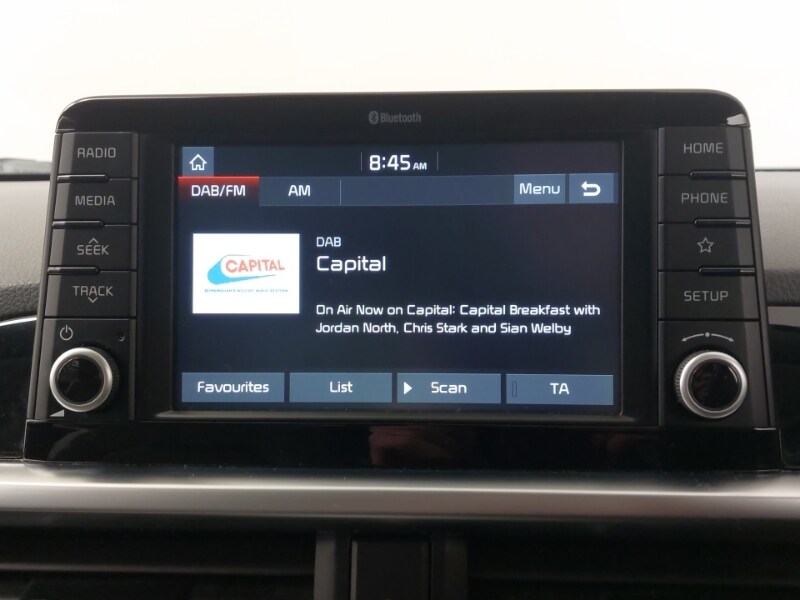 Bluetooth
RADIO
MEDIA
SEEK
TRACK
8:45 AM
DAB/FM
AM
Menu
CAPITAL
DAB
Capital
On Air Now on Capital: Capital Breakfast with
Jordan North, Chris Stark and Sian Welby
Favourites
List
Scan
TA
HOME
PHONE
SETUP